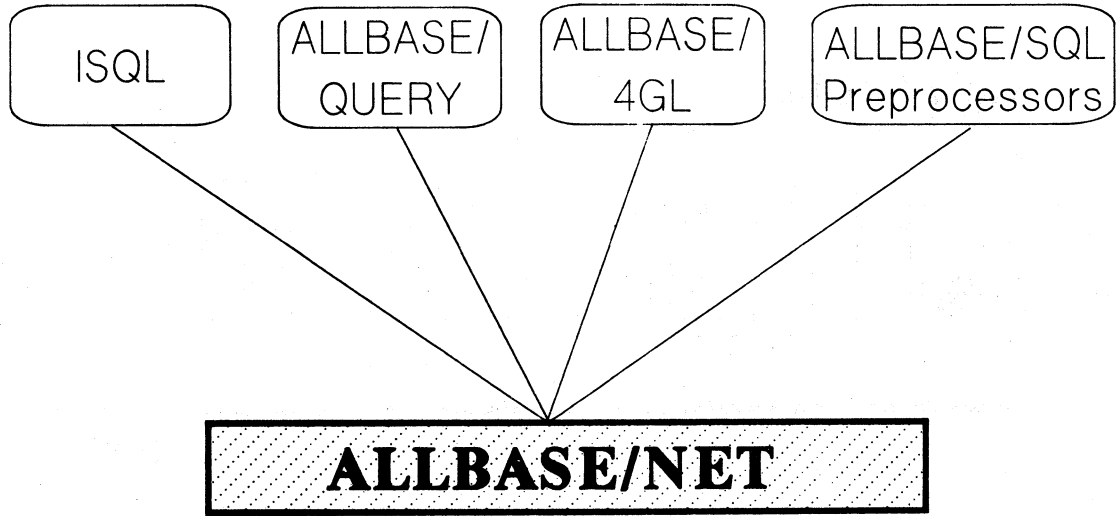 ISQL
ALLBASE/
QUERY
ALLBASE/
4GL
ALLBASE/SQL
Preprocessors
ALLBASE/NET